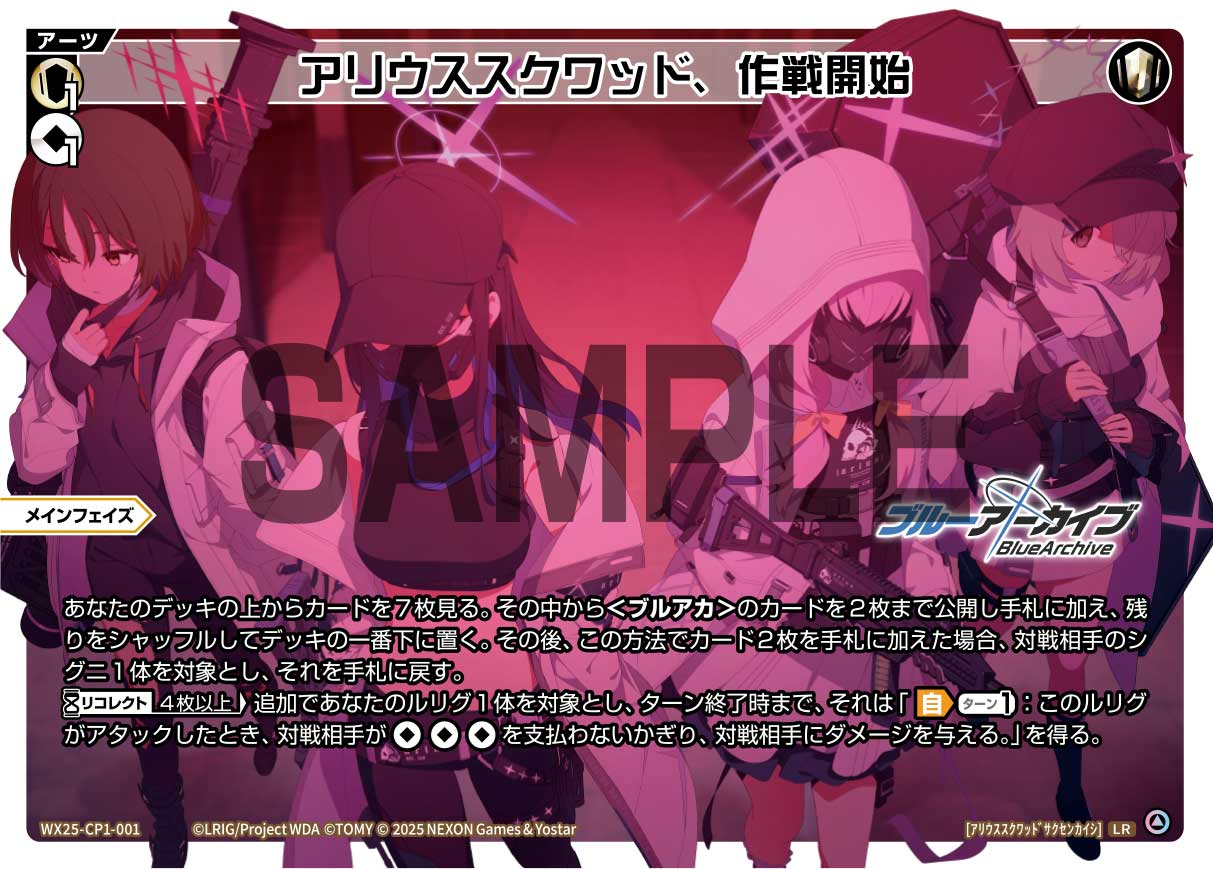 アーツ
アリウススクワッド、作戦開始
1
1
SAMPLE
メインフェイズ
ブルーアーカイブ
BlueArchive
あなたのデッキの上からカードを７枚見る。その中から<ブルアカ>のカードを２枚まで公開し手札に加え、残
りをシャッフルしてデッキの一番下に置く。その後、この方法でカード２枚を手札に加えた場合、対戦相手のシ
グニ１体を対象とし、それを手札に戻す。
リコレクト 4枚以上 追加であなたのルリグ１体を対象とし、ターン終了時まで、それは「自 ターン1：このルリグ
がアタックしたとき、対戦相手が◆◆◆を支払わないかぎり、対戦相手にダメージを与える。」を得る。
WX25-CP1-001 ©LRIG/Project WDA ©TOMY © 2025 NEXON Games & Yostar [アリウススクワッドサクセンカイシ] LR